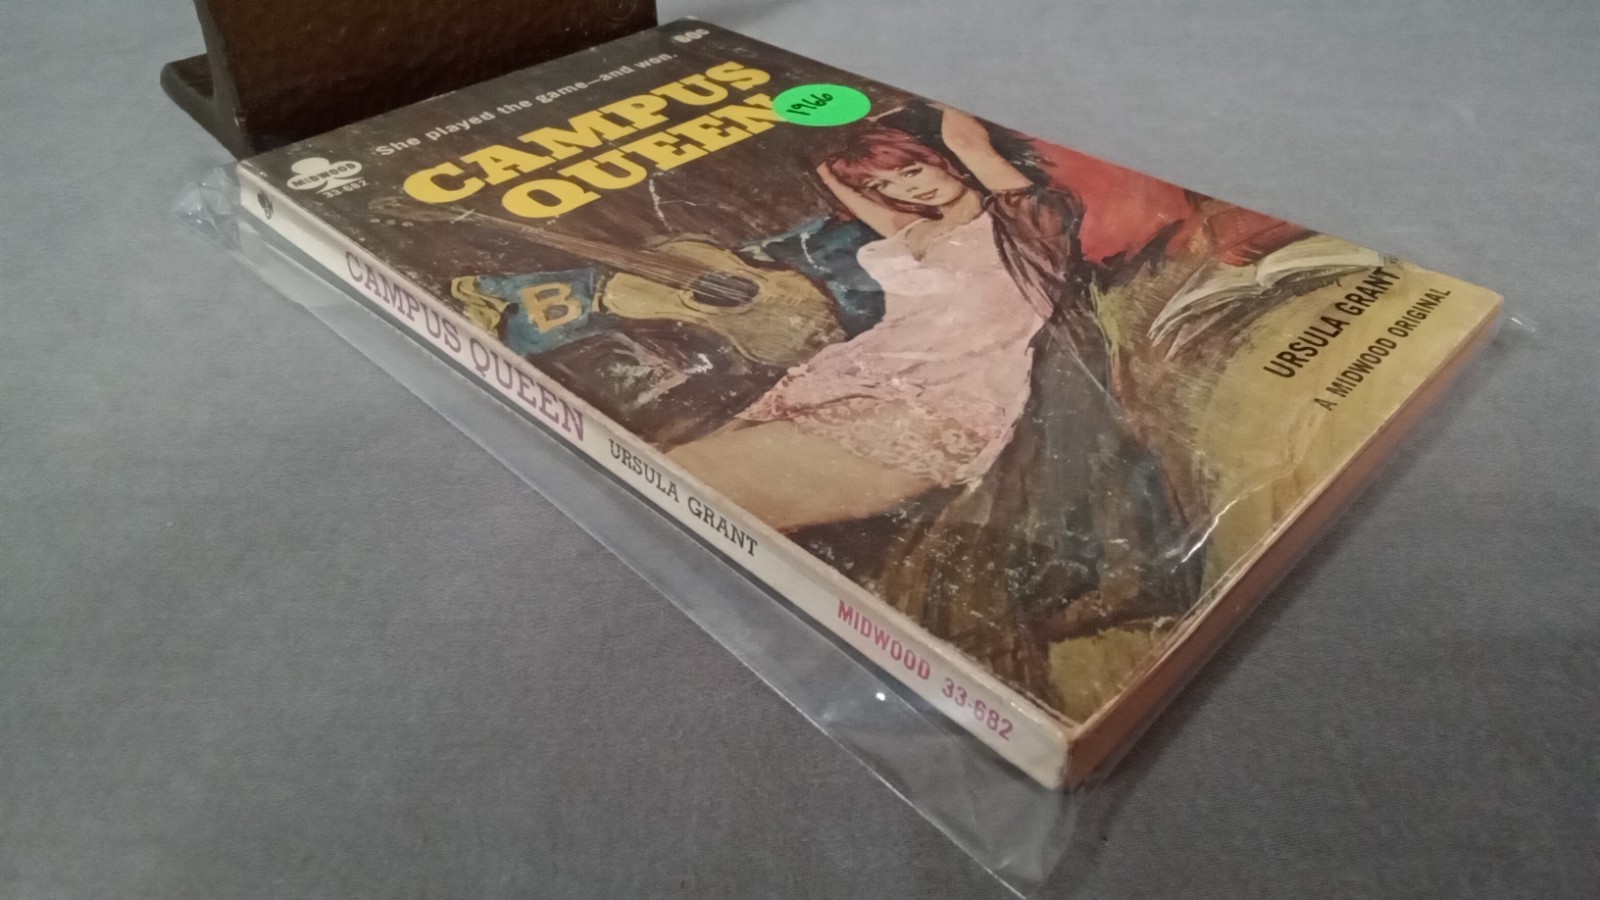 60¢
She played the game—and won.
CAMPUS
QUEEN
1966
MIDWOOD
33-682
B
URSULA GRANT
A MIDWOOD ORIGINAL
CAMPUS QUEEN URSULA GRANT MIDWOOD 33-682